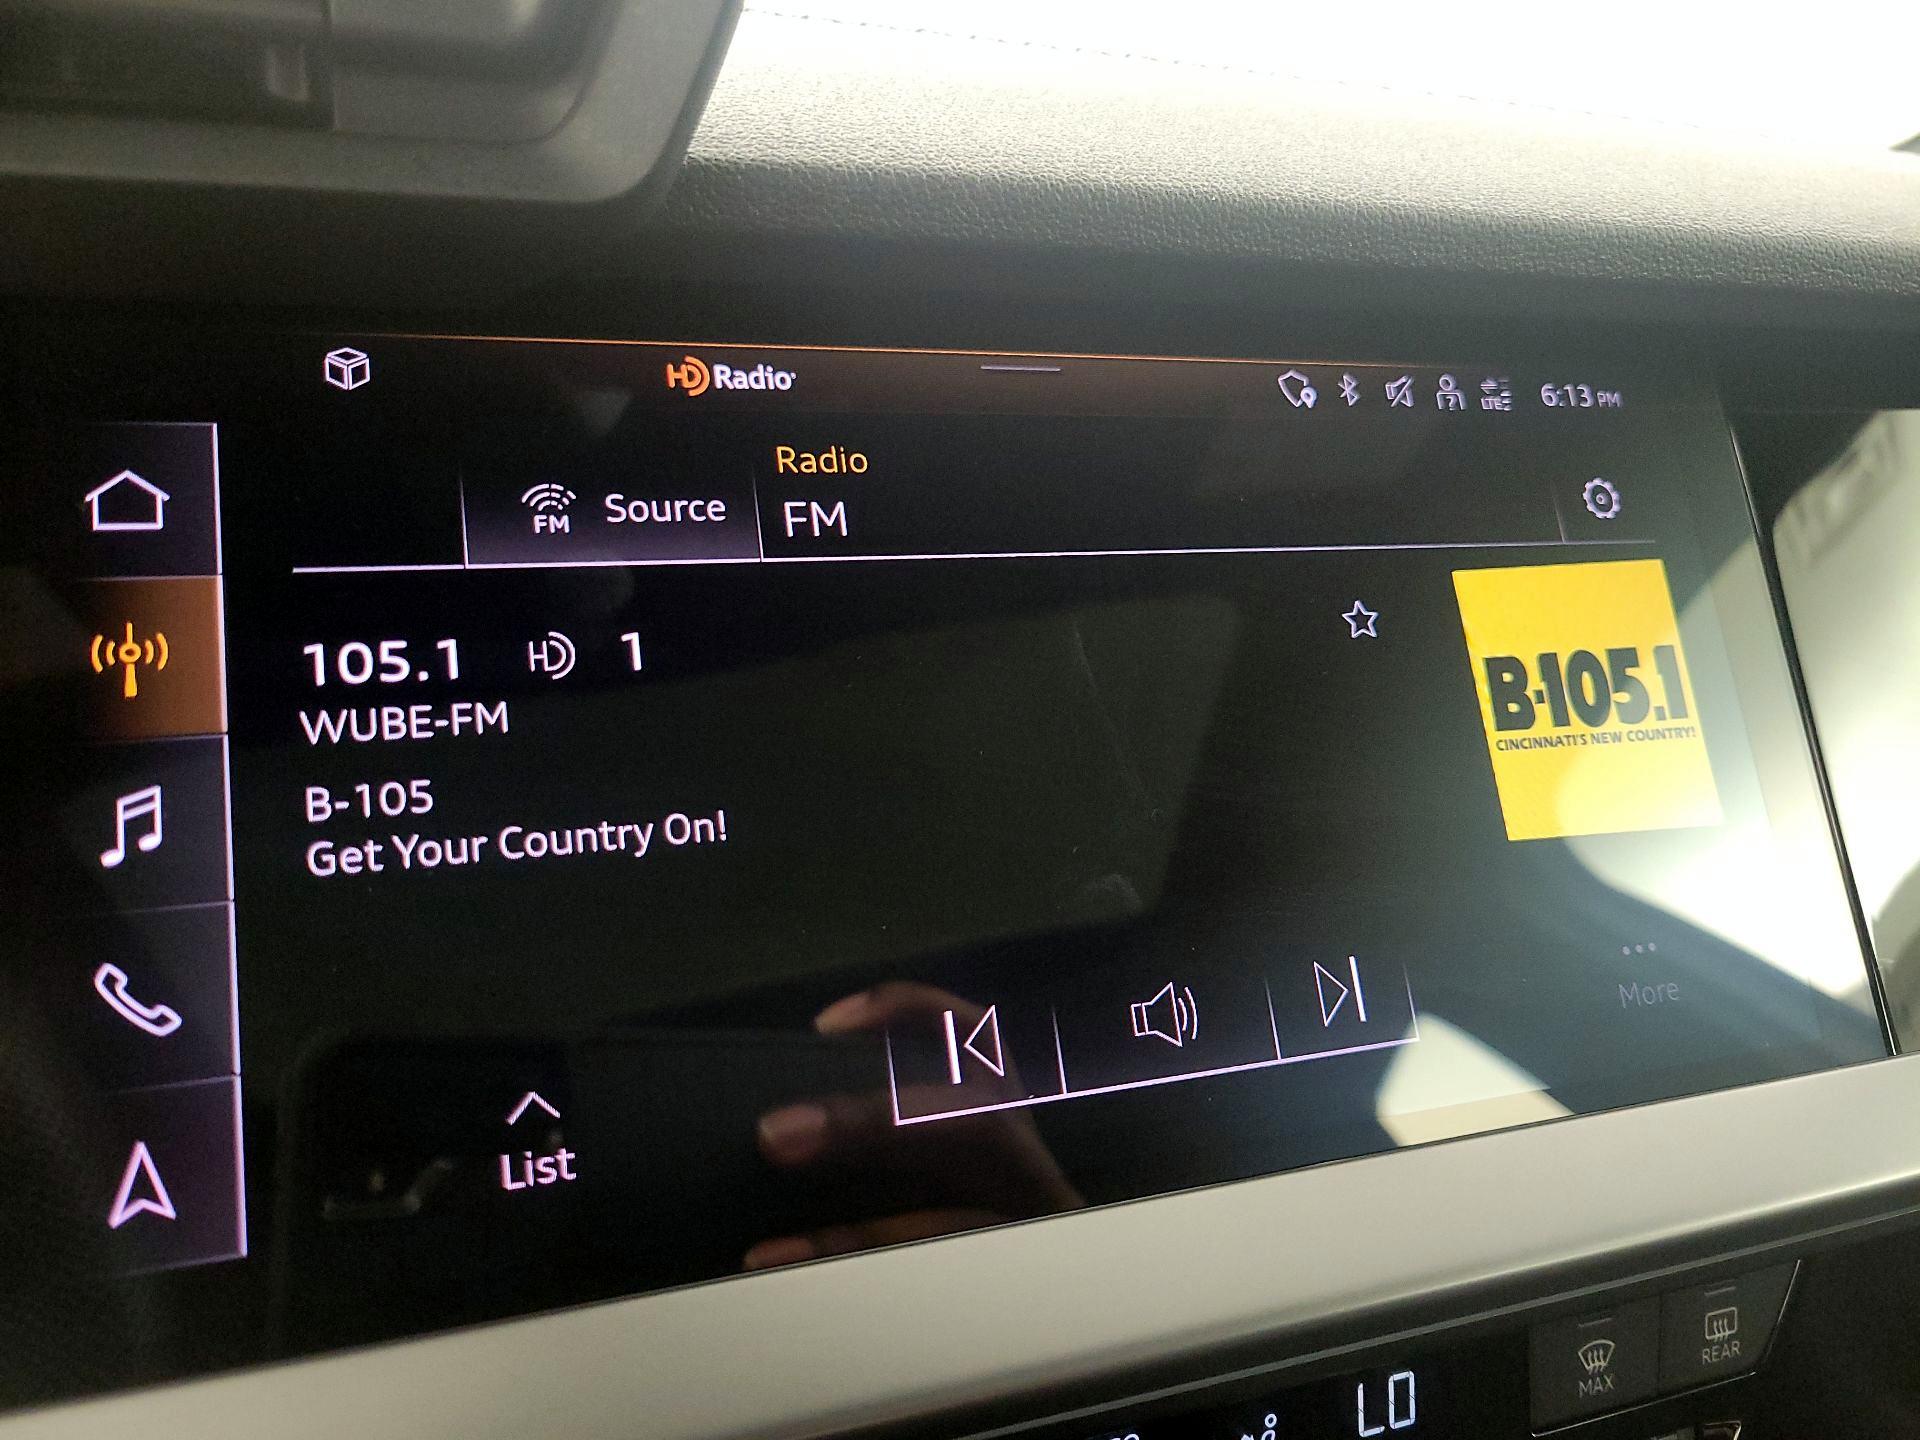 HD Radio
LTE
6:13 PM
FM
Source
Radio
FM
105.1 HD 1
WUBE-FM
B-105
Get Your Country On!
B-105.1
CINCINNATI'S NEW COUNTRY!
More
List
MAX
REAR
LO